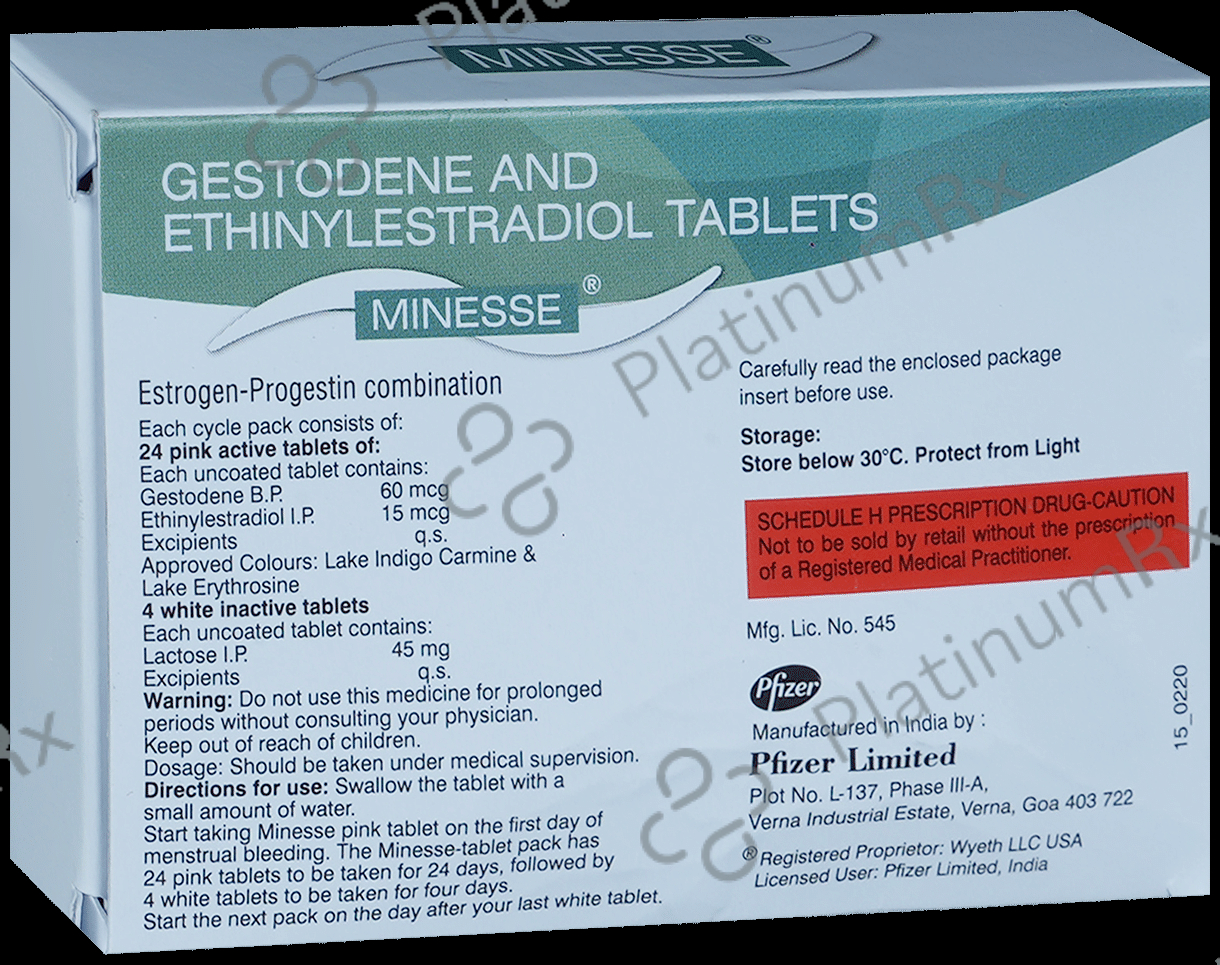 MINESSE®
GESTODENE AND
ETHINYLESTRADIOL TABLETS
MINESSE®
Estrogen-Progestin combination
Each cycle pack consists of:
24 pink active tablets of:
Each uncoated tablet contains:
Gestodene B.P. 60 mcg
Ethinylestradiol I.P. 15 mcg
Excipients q.s.
Approved Colours: Lake Indigo Carmine &
Lake Erythrosine
4 white inactive tablets
Each uncoated tablet contains:
Lactose I.P. 45 mg
Excipients q.s.
Warning: Do not use this medicine for prolonged
periods without consulting your physician.
Keep out of reach of children.
Dosage: Should be taken under medical supervision.
Directions for use: Swallow the tablet with a
small amount of water.
Start taking Minesse pink tablet on the first day of
menstrual bleeding. The Minesse-tablet pack has
24 pink tablets to be taken for 24 days, followed by
4 white tablets to be taken for four days.
Start the next pack on the day after your last white tablet.
Carefully read the enclosed package
insert before use.
Storage:
Store below 30°C. Protect from Light
SCHEDULE H PRESCRIPTION DRUG-CAUTION
Not to be sold by retail without the prescription
of a Registered Medical Practitioner.
Mfg. Lic. No. 545
Pfizer
Manufactured in India by :
Pfizer Limited
Plot No. L-137, Phase III-A,
Verna Industrial Estate, Verna, Goa 403 722
® Registered Proprietor: Wyeth LLC USA
Licensed User: Pfizer Limited, India
15_0220
PlatinumRx
PlatinumRx